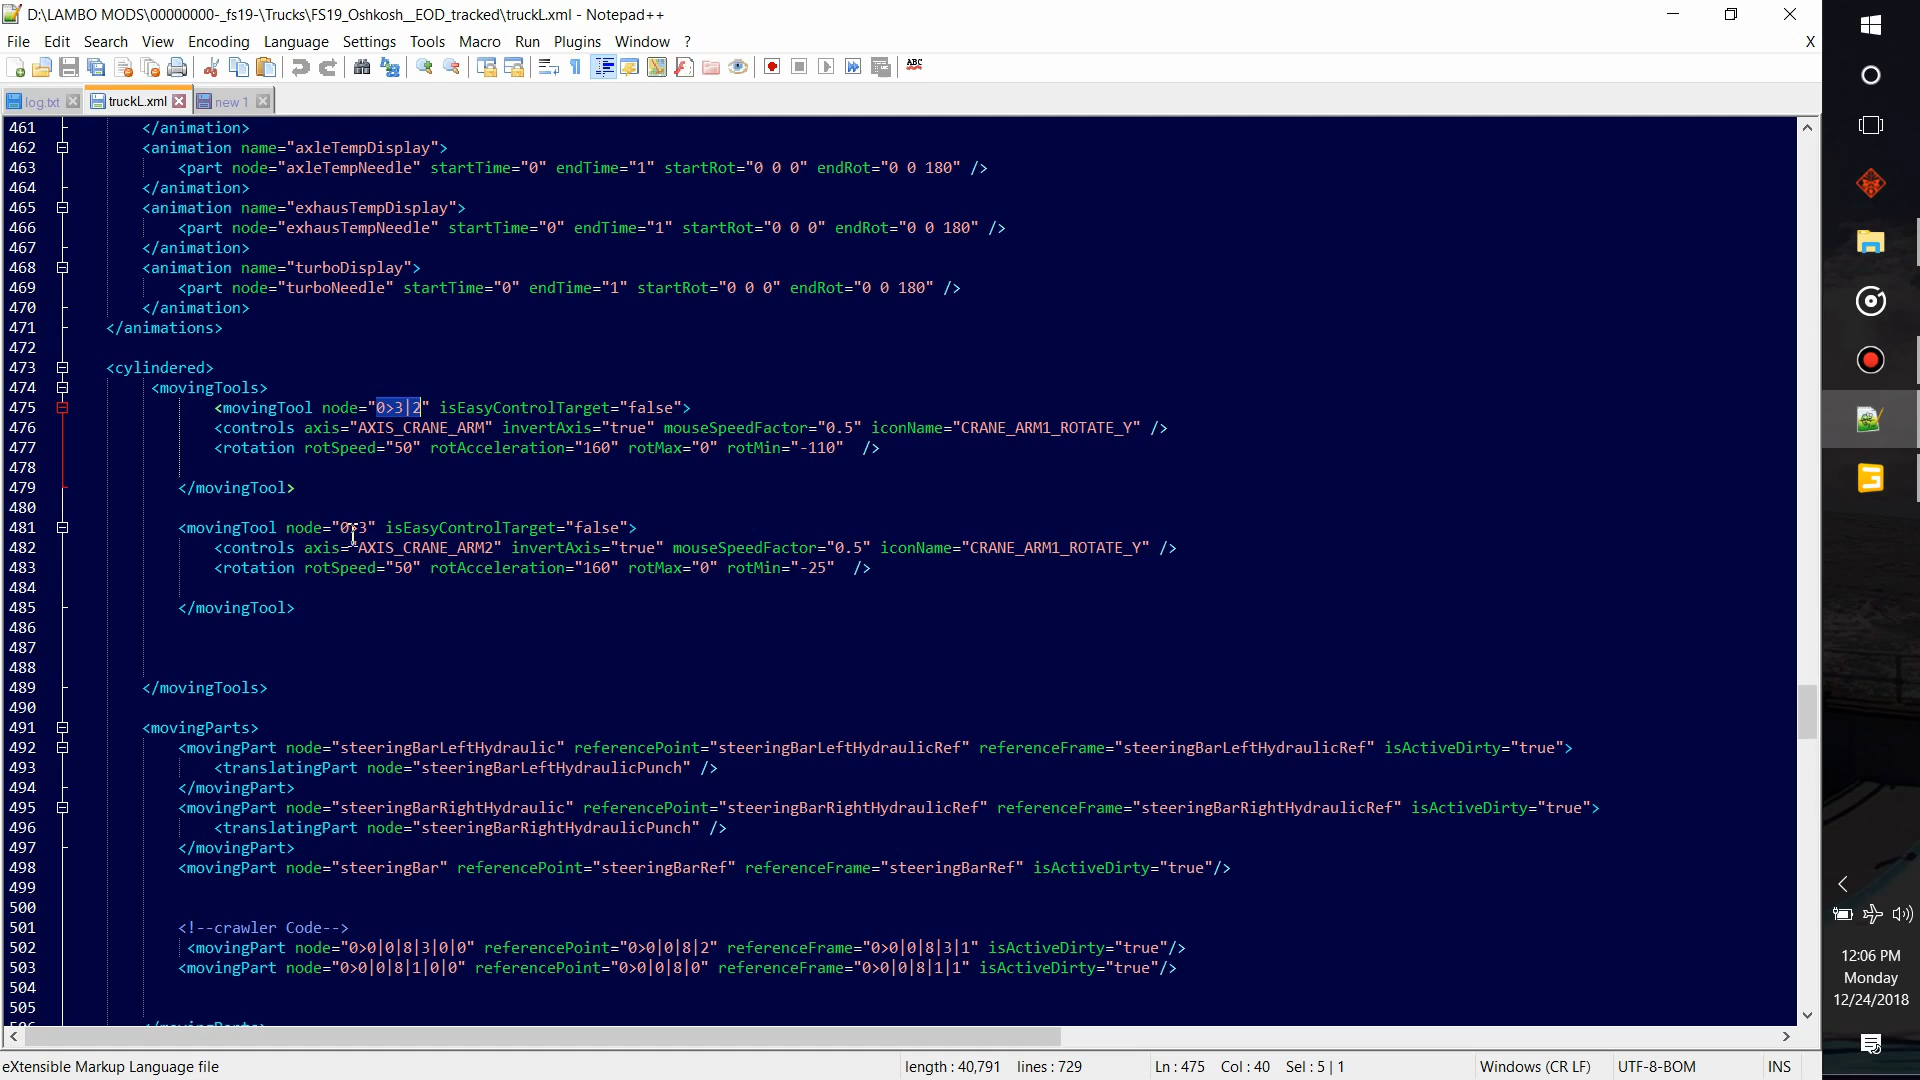 D:\LAMBO MODS\00000000-_fs19-\Trucks\FS19_Oshkosh__EOD_tracked\truckL.xml - Notepad++
File Edit Search View Encoding Language Settings Tools Macro Run Plugins Window ? X
ABC
log.txt truckL.xml new 1
461 </animation>
462 <animation name="axleTempDisplay">
463 <part node="axleTempNeedle" startTime="0" endTime="1" startRot="0 0 0" endRot="0 0 180" />
464 </animation>
465 <animation name="exhausTempDisplay">
466 <part node="exhausTempNeedle" startTime="0" endTime="1" startRot="0 0 0" endRot="0 0 180" />
467 </animation>
468 <animation name="turboDisplay">
469 <part node="turboNeedle" startTime="0" endTime="1" startRot="0 0 0" endRot="0 0 180" />
470 </animation>
471 </animations>
472
473 <cylindered>
474 <movingTools>
475 <movingTool node="0>3|2" isEasyControlTarget="false">
476 <controls axis="AXIS_CRANE_ARM" invertAxis="true" mouseSpeedFactor="0.5" iconName="CRANE_ARM1_ROTATE_Y" />
477 <rotation rotSpeed="50" rotAcceleration="160" rotMax="0" rotMin="-110" />
478
479 </movingTool>
480
481 <movingTool node="0>3" isEasyControlTarget="false">
482 <controls axis="AXIS_CRANE_ARM2" invertAxis="true" mouseSpeedFactor="0.5" iconName="CRANE_ARM1_ROTATE_Y" />
483 <rotation rotSpeed="50" rotAcceleration="160" rotMax="0" rotMin="-25" />
484
485 </movingTool>
486
487
488
489 </movingTools>
490
491 <movingParts>
492 <movingPart node="steeringBarLeftHydraulic" referencePoint="steeringBarLeftHydraulicRef" referenceFrame="steeringBarLeftHydraulicRef" isActiveDirty="true">
493 <translatingPart node="steeringBarLeftHydraulicPunch" />
494 </movingPart>
495 <movingPart node="steeringBarRightHydraulic" referencePoint="steeringBarRightHydraulicRef" referenceFrame="steeringBarRightHydraulicRef" isActiveDirty="true">
496 <translatingPart node="steeringBarRightHydraulicPunch" />
497 </movingPart>
498 <movingPart node="steeringBar" referencePoint="steeringBarRef" referenceFrame="steeringBarRef" isActiveDirty="true"/>
499
500
501 <!--crawler Code-->
502 <movingPart node="0>0|0|8|3|0|0" referencePoint="0>0|0|8|2" referenceFrame="0>0|0|8|3|1" isActiveDirty="true"/>
503 <movingPart node="0>0|0|8|1|0|0" referencePoint="0>0|0|8|0" referenceFrame="0>0|0|8|1|1" isActiveDirty="true"/>
504
505
eXtensible Markup Language file length : 40,791 lines : 729 Ln : 475 Col : 40 Sel : 5 | 1 Windows (CR LF) UTF-8-BOM INS
12:06 PM
Monday
12/24/2018